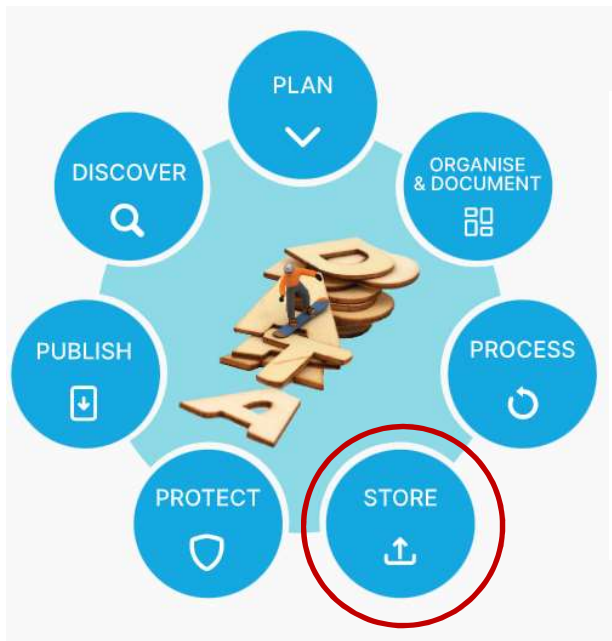 PLAN
ORGANISE
& DOCUMENT
PROCESS
STORE
PROTECT
PUBLISH
DISCOVER
D
A
T
A